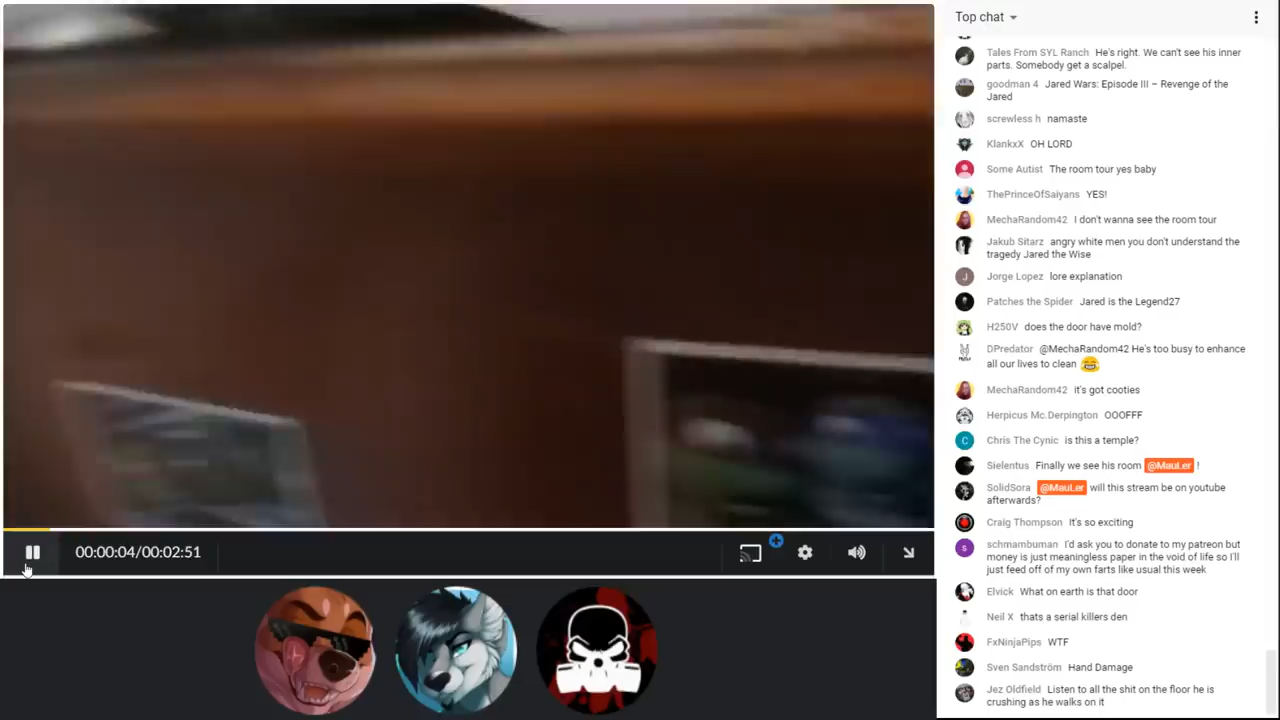 Top chat
Tales From SYL Ranch He's right. We can't see his inner
parts. Somebody get a scalpel.
goodman 4 Jared Wars: Episode III – Revenge of the
Jared
screwless h namaste
KlankxX OH LORD
Some Autist The room tour yes baby
ThePrinceOfSaiyans YES!
MechaRandom42 I don't wanna see the room tour
Jakub Sitarz angry white men you don't understand the
tragedy Jared the Wise
J
Jorge Lopez lore explanation
Patches the Spider Jared is the Legend27
H250V does the door have mold?
DPredator @MechaRandom42 He's too busy to enhance
all our lives to clean 😂
MechaRandom42 it's got cooties
Herpicus Mc.Derpington OOOFFF
C
Chris The Cynic is this a temple?
Sielentus Finally we see his room @MauLer !
SolidSora @MauLer will this stream be on youtube
afterwards?
Craig Thompson It's so exciting
s
schmambuman I'd ask you to donate to my patreon but
money is just meaningless paper in the void of life so I'll
just feed off of my own farts like usual this week
Elvick What on earth is that door
Neil X thats a serial killers den
FxNinjaPips WTF
Sven Sandström Hand Damage
Jez Oldfield Listen to all the shit on the floor he is
crushing as he walks on it
00:00:04/00:02:51